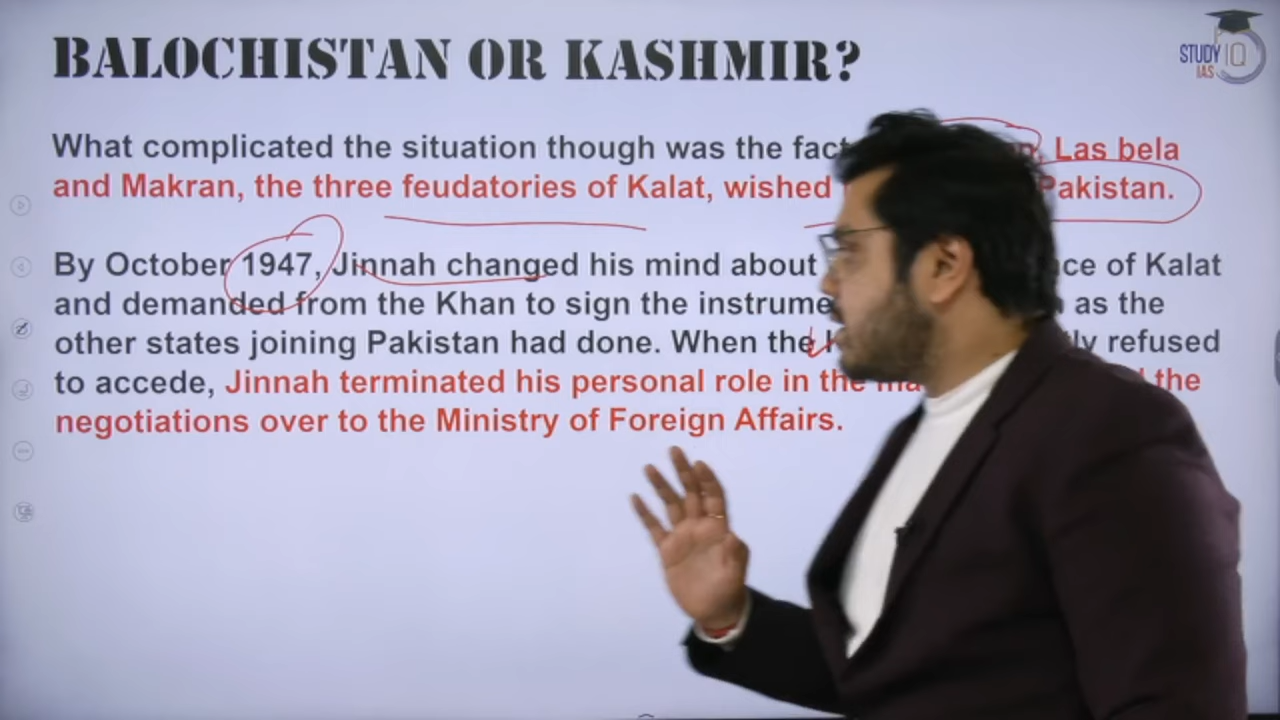 BALOCHISTAN OR KASHMIR?
STUDY IQ
IAS
What complicated the situation though was the fact Las bela
and Makran, the three feudatories of Kalat, wished Pakistan.
By October 1947, Jinnah changed his mind about of Kalat
and demanded from the Khan to sign the as the
other states joining Pakistan had done. When the refused
to accede, Jinnah terminated his personal role in the the
negotiations over to the Ministry of Foreign Affairs.